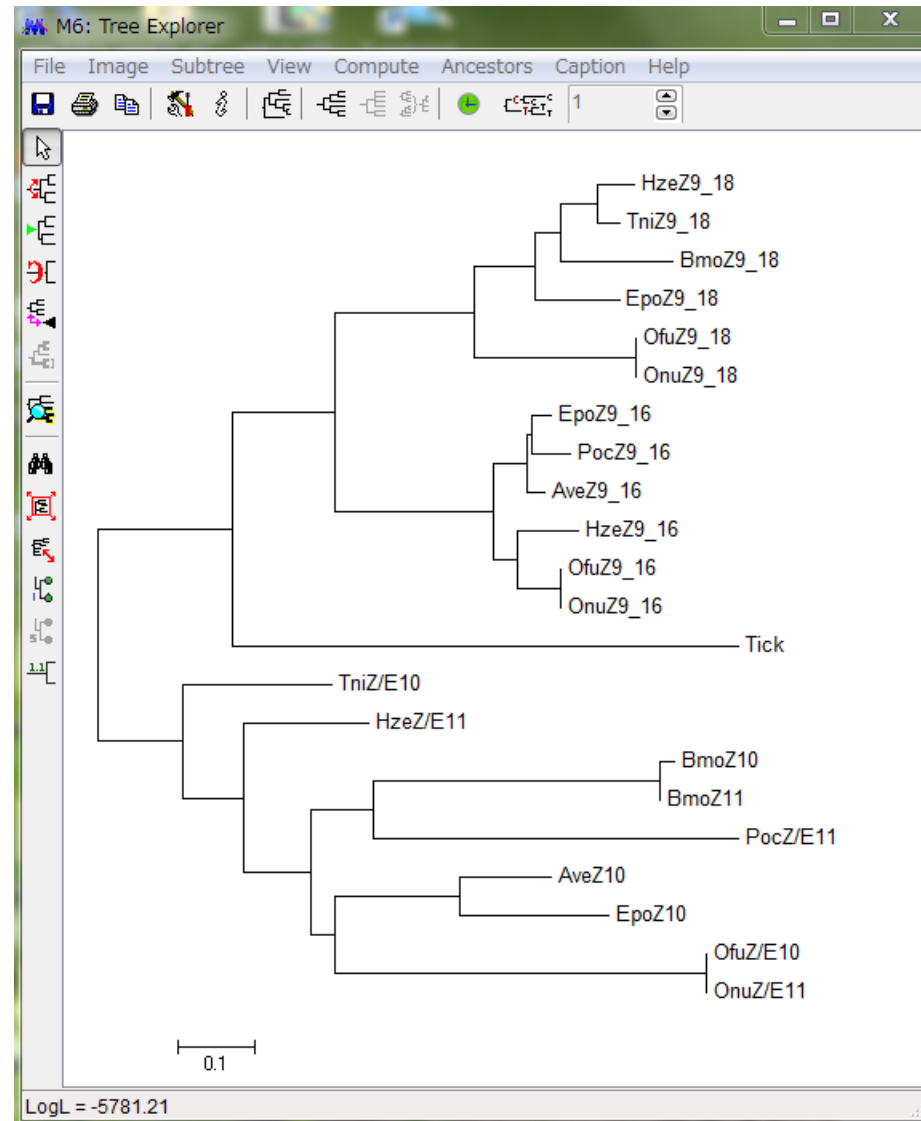 M6: Tree Explorer
File Image Subtree View Compute Ancestors Caption Help
1
HzeZ9_18
TniZ9_18
BmoZ9_18
EpoZ9_18
OfuZ9_18
OnuZ9_18
EpoZ9_16
PocZ9_16
AveZ9_16
HzeZ9_16
OfuZ9_16
OnuZ9_16
Tick
TniZ/E10
HzeZ/E11
BmoZ10
BmoZ11
PocZ/E11
AveZ10
EpoZ10
OfuZ/E10
OnuZ/E11
0.1
LogL = -5781.21